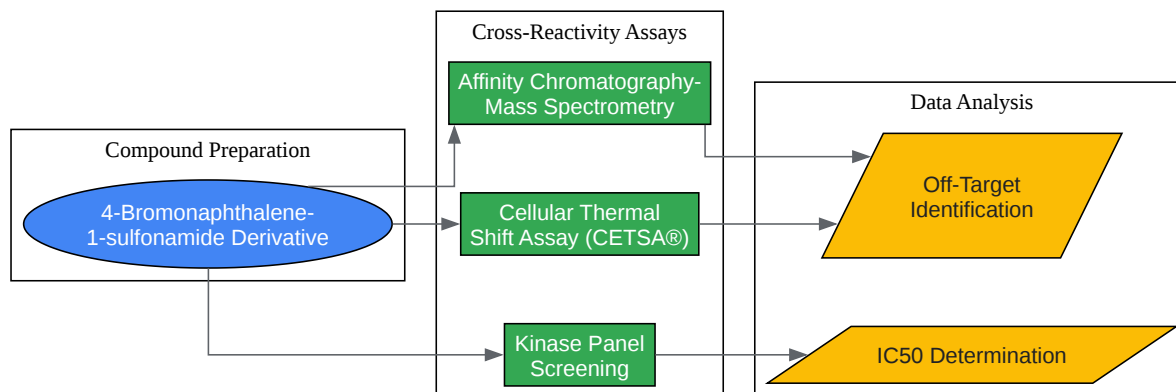 Compound Preparation
4-Bromonaphthalene-
1-sulfonamide Derivative
Cross-Reactivity Assays
Affinity Chromatography-
Mass Spectrometry
Cellular Thermal
Shift Assay (CETSA®)
Kinase Panel
Screening
Data Analysis
Off-Target
Identification
IC50 Determination